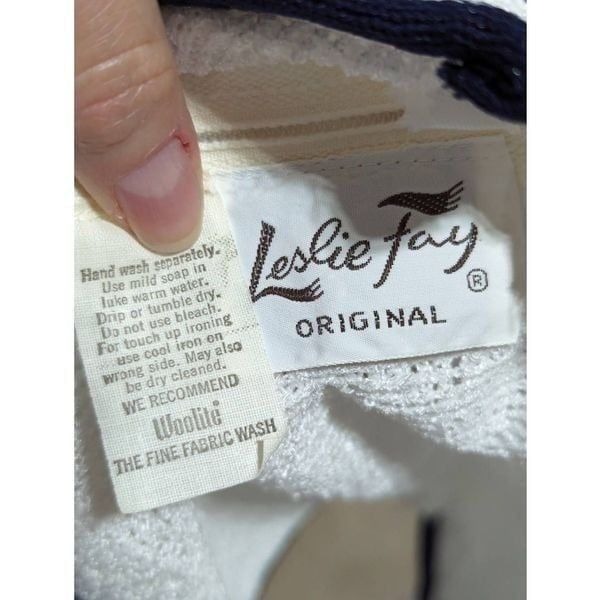 Hand wash separately.
Use mild soap in
luke warm water.
Drip or tumble dry.
Do not use bleach.
For touch up ironing
use cool iron on
wrong side. May also
be dry cleaned.
WE RECOMMEND
Woolite
THE FINE FABRIC WASH
Leslie Fay
®
ORIGINAL